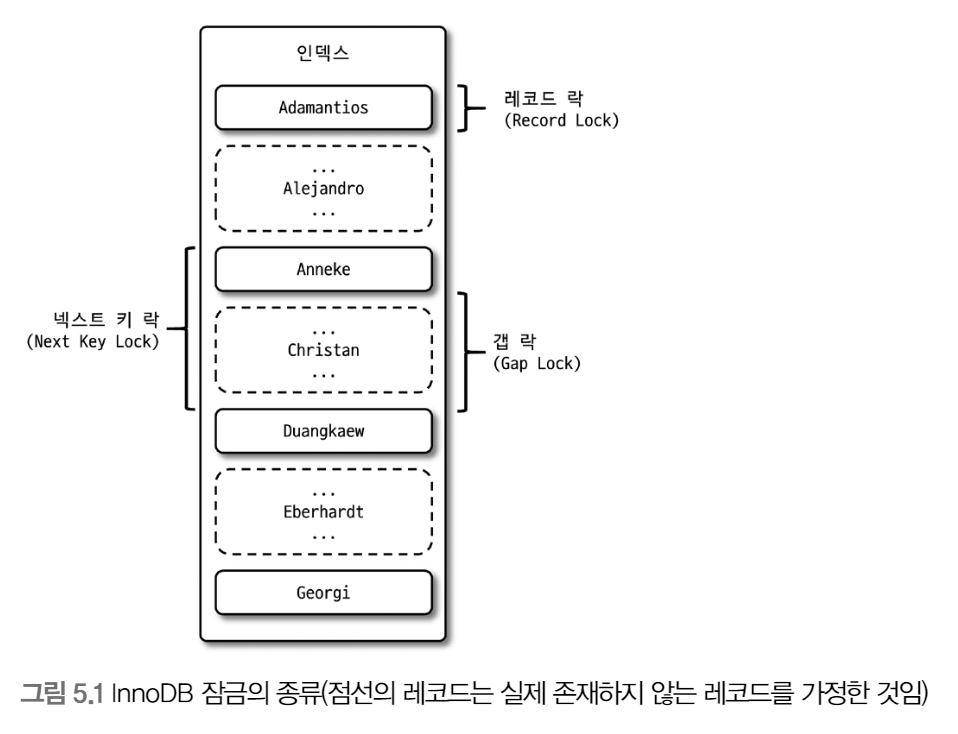 인덱스
Adamantios
레코드 락
(Record Lock)
...
Alejandro
...
Anneke
넥스트 키 락
(Next Key Lock)
...
Christan
...
갭 락
(Gap Lock)
Duangkaew
...
Eberhardt
...
Georgi
그림 5.1 InnoDB 잠금의 종류(점선의 레코드는 실제 존재하지 않는 레코드를 가정한 것임)